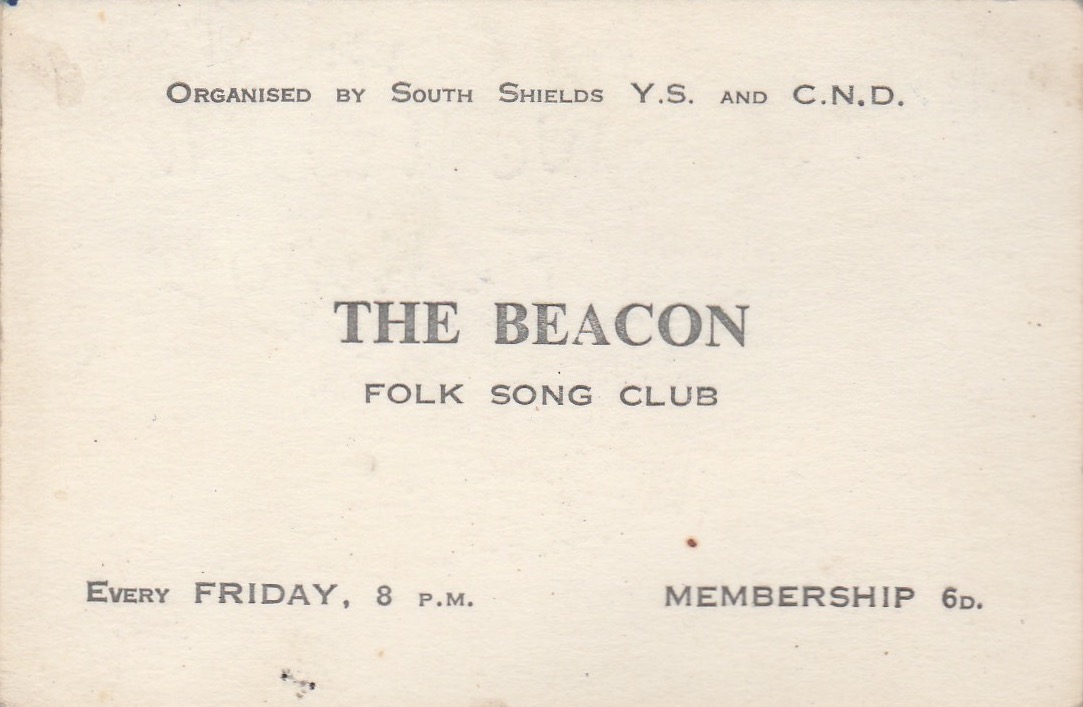 Organised by South Shields Y.S. and C.N.D.
THE BEACON
FOLK SONG CLUB
Every FRIDAY, 8 P.M.
MEMBERSHIP 6D.